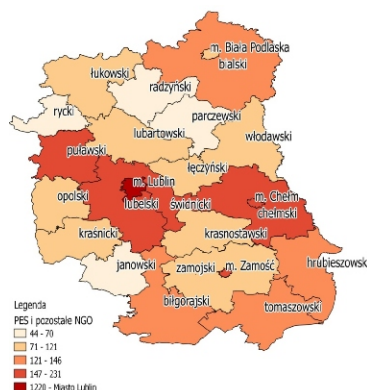 m. Biała Podlaska
bialski
łukowski
radzyński
rycki
parczewski
lubartowski
włodawski
puławski
łęczyński
m. Lublin
m. Chełm
opolski
lubelski
świdnicki
chełmski
kraśnicki
krasnostawski
janowski
zamojski
m. Zamość
hrubieszowsk
biłgorajski
tomaszowski
Legenda
PES i pozostałe NGO
44 - 70
71 - 121
121 - 146
147 - 231
1220 - Miasto Lublin